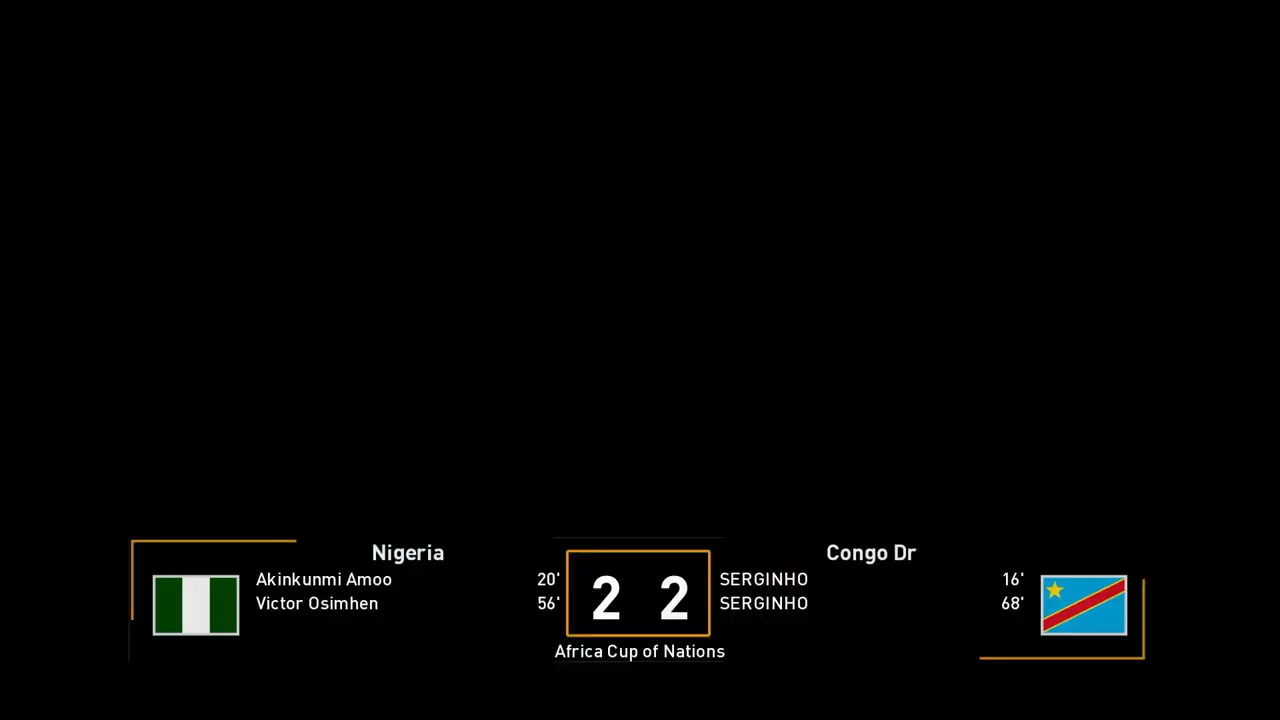 Nigeria
Akinkunmi Amoo 20'
Victor Osimhen 56'
2 2
Congo Dr
SERGINHO 16'
SERGINHO 68'
Africa Cup of Nations